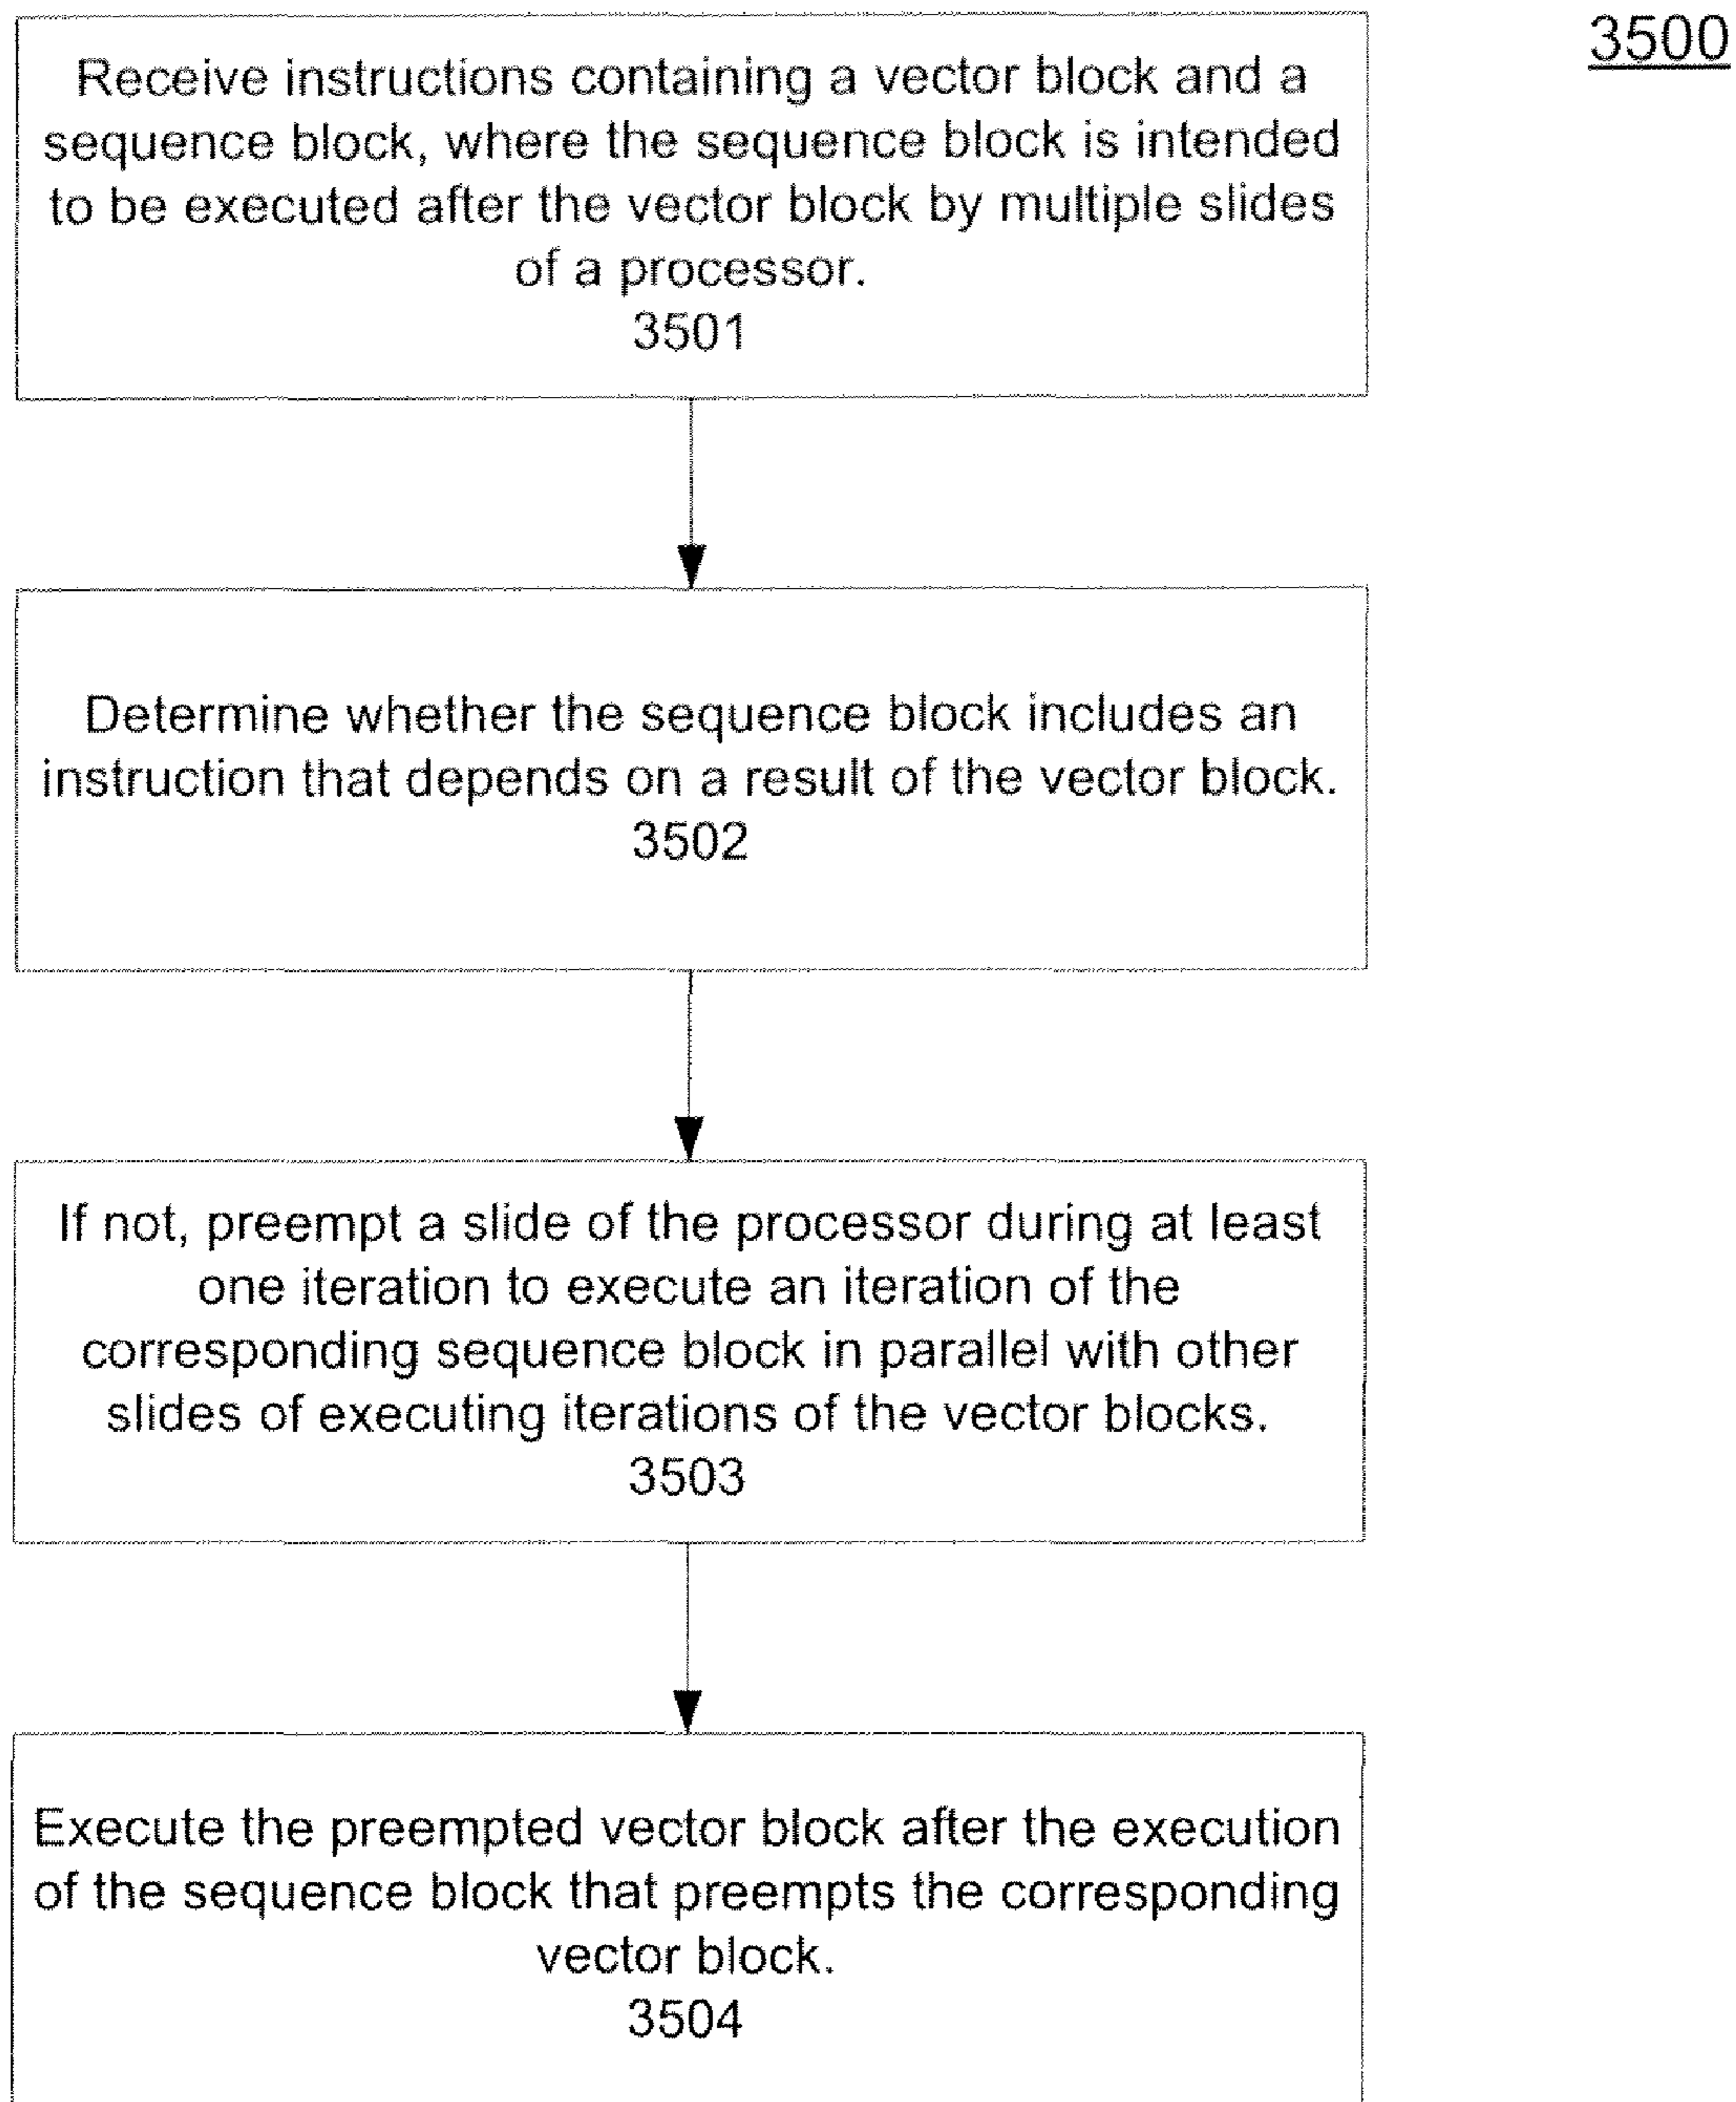 3500
Receive instructions containing a vector block and a
sequence block, where the sequence block is intended
to be executed after the vector block by multiple slides
of a processor.
3501
Determine whether the sequence block includes an
instruction that depends on a result of the vector block.
3502
If not, preempt a slide of the processor during at least
one iteration to execute an iteration of the
corresponding sequence block in parallel with other
slides of executing iterations of the vector blocks.
3503
Execute the preempted vector block after the execution
of the sequence block that preempts the corresponding
vector block.
3504